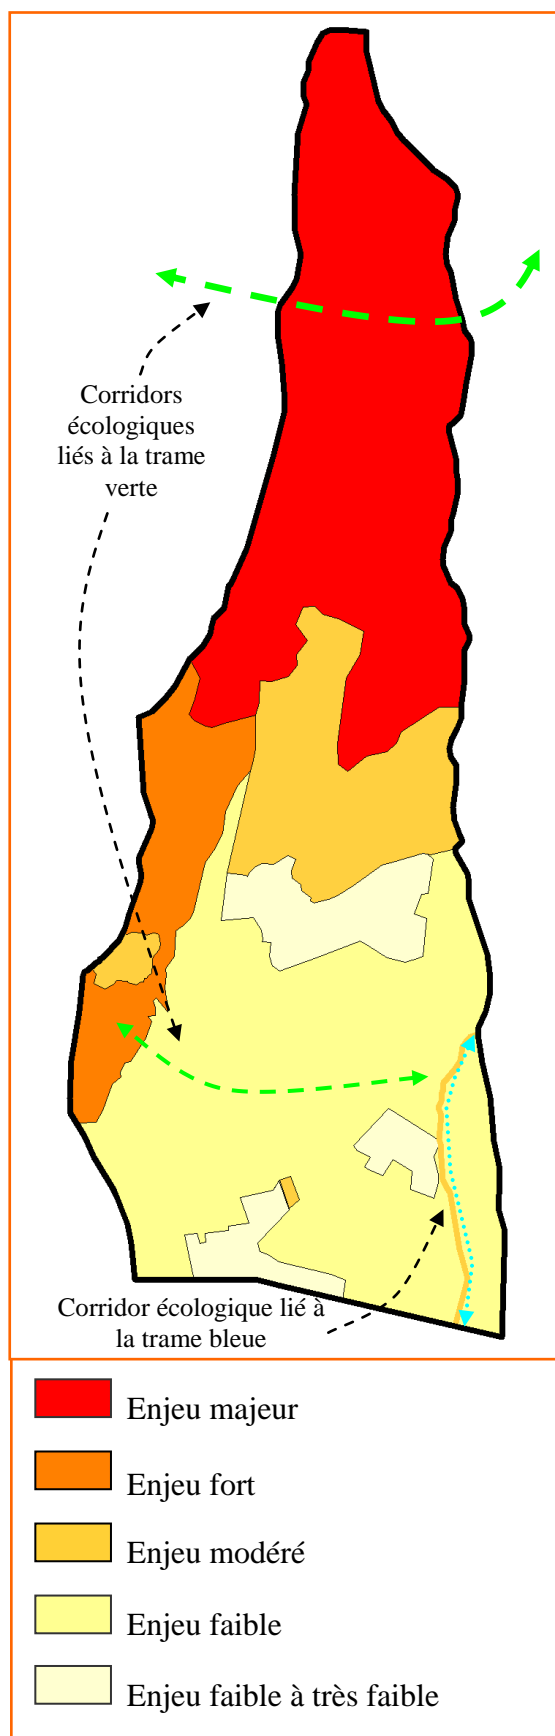 Corridors
écologiques
liés à la trame
verte
Corridor écologique lié à
la trame bleue
Enjeu majeur
Enjeu fort
Enjeu modéré
Enjeu faible
Enjeu faible à très faible